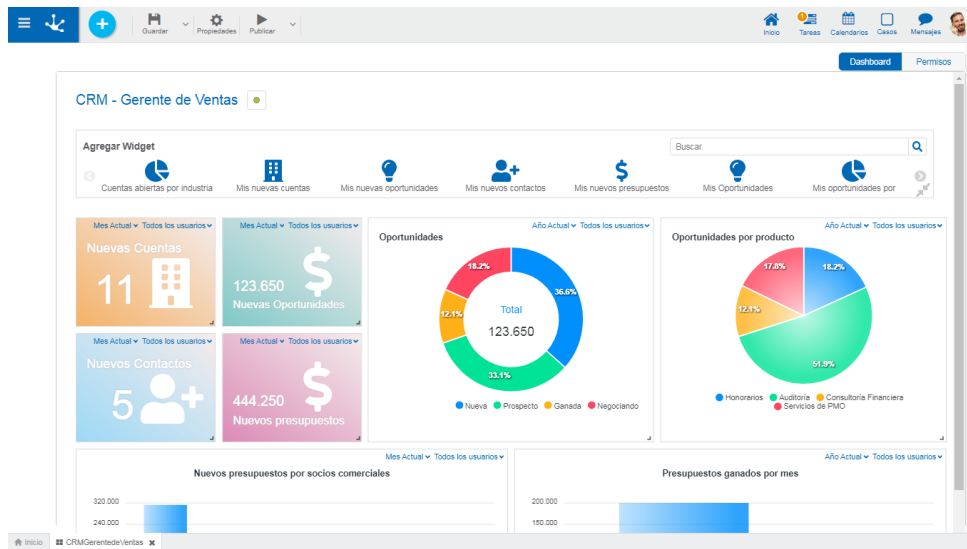 Guardar
Propiedades
Publicar
Inicio
1
Tareas
Calendarios
Casos
Mensajes
Dashboard
Permisos
CRM - Gerente de Ventas
Agregar Widget
Buscar
Cuentas abiertas por industria
Mis nuevas cuentas
Mis nuevas oportunidades
Mis nuevos contactos
Mis nuevos presupuestos
Mis Oportunidades
Mis oportunidades por
Mes Actual Todos los usuarios
Nuevas Cuentas
11
Mes Actual Todos los usuarios
123.650
Nuevas Oportunidades
Año Actual Todos los usuarios
Oportunidades
18.2%
36.6%
12.1%
Total
123.650
33.1%
Nueva Prospecto Ganada Negociando
Año Actual Todos los usuarios
Oportunidades por producto
17.8%
18.2%
12.1%
51.9%
Honorarios Auditoría Consultoría Financiera
Servicios de PMO
Mes Actual Todos los usuarios
Nuevos Contactos
5
Mes Actual Todos los usuarios
444.250
Nuevos presupuestos
Mes Actual Todos los usuarios
Nuevos presupuestos por socios comerciales
320.000
240.000
Año Actual Todos los usuarios
Presupuestos ganados por mes
200.000
150.000
Inicio
CRMGerentedeVentas